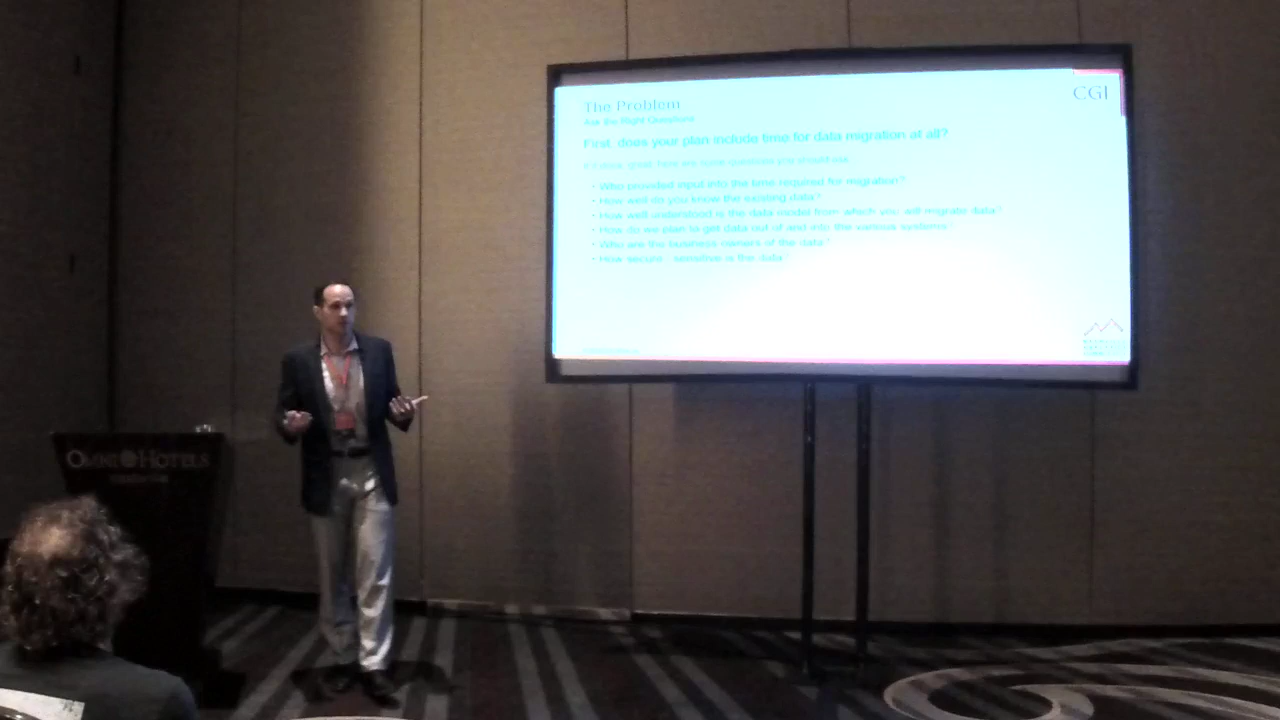 The Problem
CGI
Ask the Right Questions
First, does your plan include time for data migration at all?
questions you should ask
• Who provided input into the time required for migration?
• How well do you know the existing data?
• How well understood is the data model from which you will migrate data?
• How do we plan to get data out of and into the various systems?
• Who are the business owners of the data?
• How secure / sensitive is the data?
OMNI HOTELS